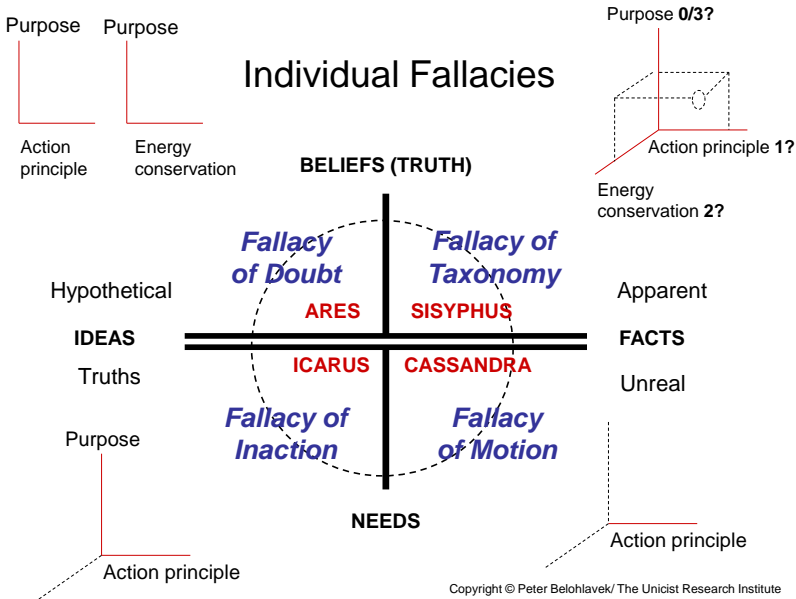 Purpose
Purpose
Purpose 0/3?
Individual Fallacies
Action
principle
Energy
conservation
Action principle 1?
Energy
conservation 2?
BELIEFS (TRUTH)
Fallacy
of Doubt
Fallacy of
Taxonomy
Hypothetical
Apparent
ARES
SISYPHUS
IDEAS
FACTS
ICARUS
CASSANDRA
Truths
Unreal
Fallacy of
Inaction
Fallacy
of Motion
Purpose
NEEDS
Action principle
Action principle
Copyright © Peter Belohlavek/ The Unicist Research Institute